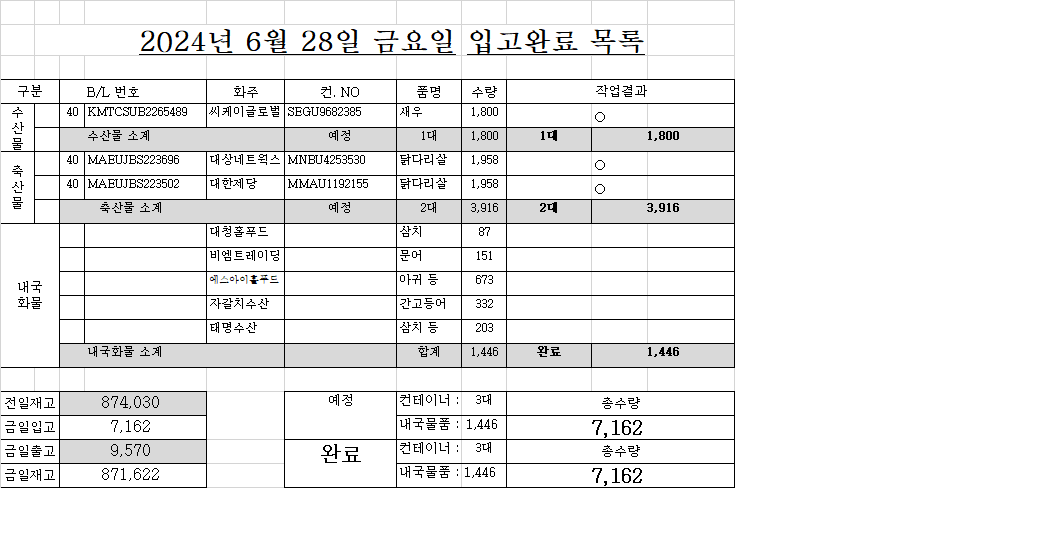 2024년 6월 28일 금요일 입고완료 목록
구분 B/L 번호 화주 컨. NO 품명 수량 작업결과
수산물 40 KMTCSUB2265489 씨케이글로벌 SEGU9682385 새우 1,800 ○
수산물 소계 예정 1대 1,800 1대 1,800
축산물 40 MAEUJBS223696 대상네트웍스 MNBU4253530 닭다리살 1,958 ○
40 MAEUJBS223502 대한제당 MMAU1192155 닭다리살 1,958 ○
축산물 소계 예정 2대 3,916 2대 3,916
내국화물 대청홀푸드 삼치 87
비엠트레이딩 문어 151
에스아이홀푸드 아귀 등 673
자갈치수산 간고등어 332
태명수산 삼치 등 203
내국화물 소계 합계 1,446 완료 1,446
전일재고 874,030 예정 컨테이너 : 3대 총수량
금일입고 7,162 내국물품 : 1,446 7,162
금일출고 9,570 완료 컨테이너 : 3대 총수량
금일재고 871,622 내국물품 : 1,446 7,162